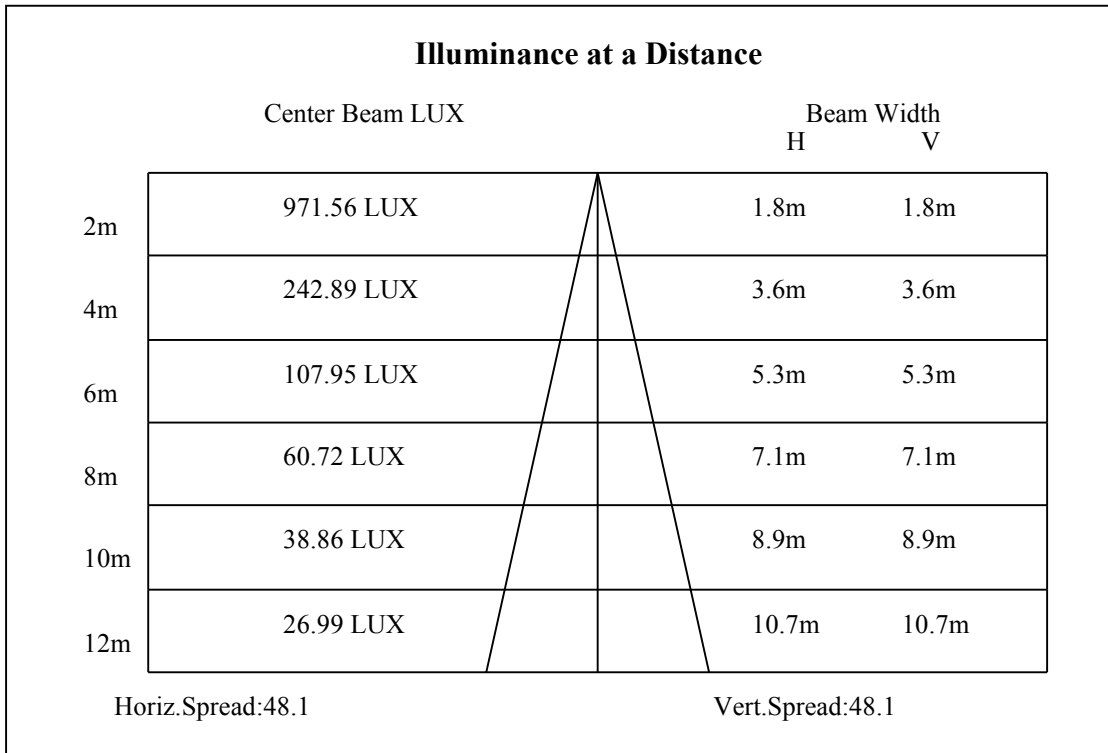 Illuminance at a Distance
Center Beam LUX Beam Width
H V
2m 971.56 LUX 1.8m 1.8m
4m 242.89 LUX 3.6m 3.6m
6m 107.95 LUX 5.3m 5.3m
8m 60.72 LUX 7.1m 7.1m
10m 38.86 LUX 8.9m 8.9m
12m 26.99 LUX 10.7m 10.7m
Horiz.Spread:48.1 Vert.Spread:48.1